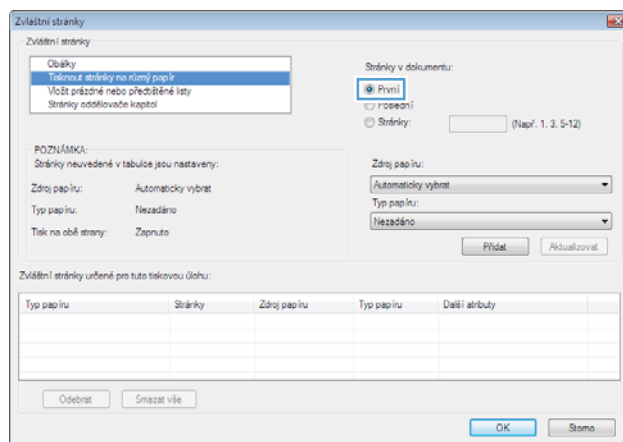 Zvláštní stránky
Zvláštní stránky
Obálky
Tisknout stránky na různý papír
Vložit prázdné nebo předtištěné listy
Stránky oddělovače kapitol
Stránky v dokumentu:
První
Poslední
Stránky:
(Např. 1, 3, 5-12)
POZNÁMKA:
Stránky neuvedené v tabulce jsou nastaveny:
Zdroj papíru: Automaticky vybrat
Typ papíru: Nezadáno
Tisk na obě strany: Zapnuto
Zdroj papíru:
Automaticky vybrat
Typ papíru:
Nezadáno
Přidat Aktualizovat
Zvláštní stránky určené pro tuto tiskovou úlohu:
Typ papíru Stránky Zdroj papíru Typ papíru Další atributy
Odebrat Smazat vše
OK Storno